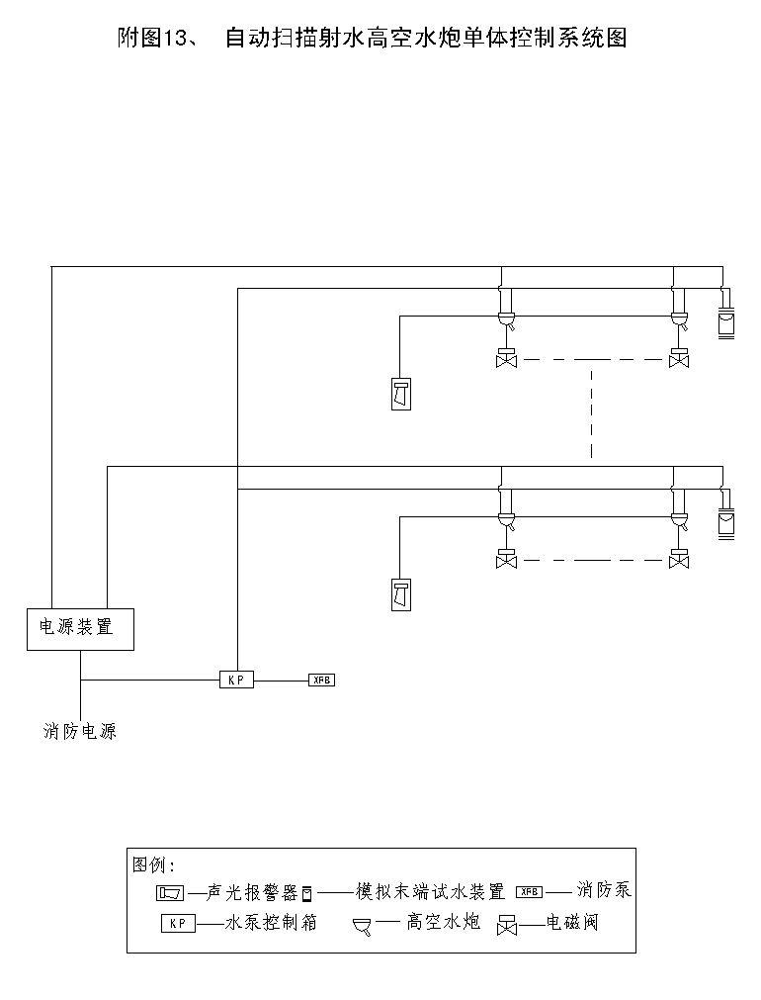 附图13、 自动扫描射水高空水炮单体控制系统图
电源装置
KP
XFB
消防电源
图例:
声光报警器 模拟末端试水装置 XFB 消防泵
KP 水泵控制箱 高空水炮 电磁阀